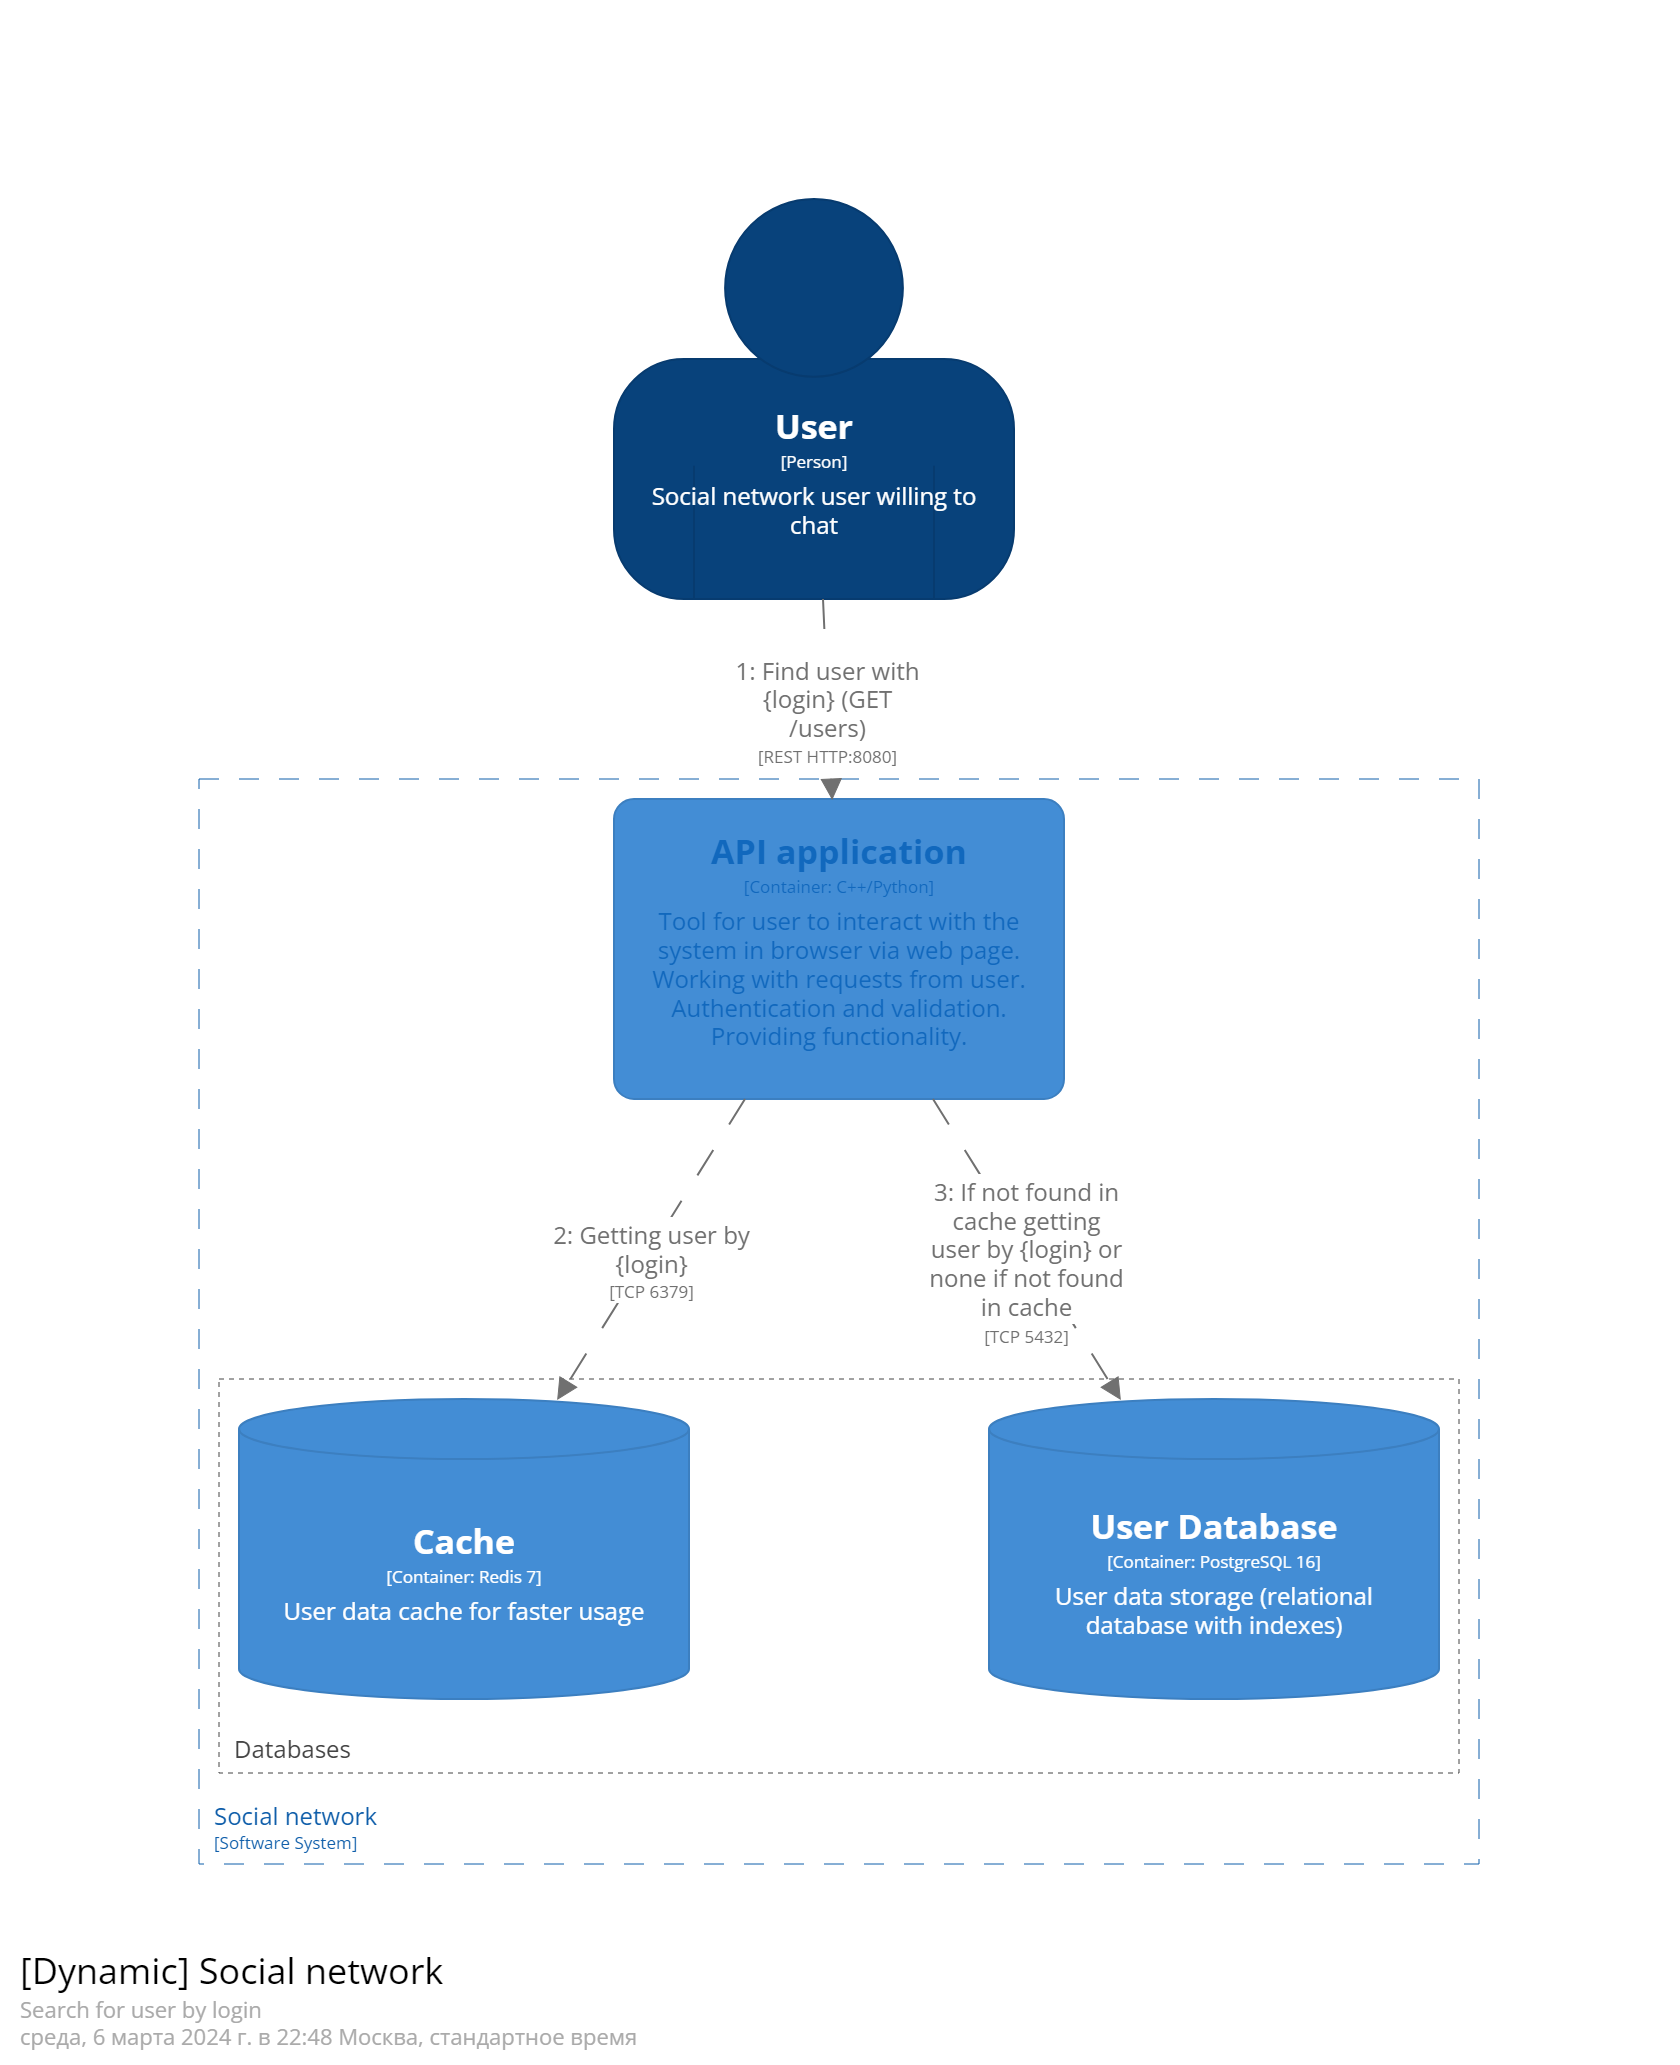 User
[Person]
Social network user willing to
chat
1: Find user with
{login} (GET
/users)
[REST HTTP:8080]
API application
[Container: C++/Python]
Tool for user to interact with the
system in browser via web page.
Working with requests from user.
Authentication and validation.
Providing functionality.
2: Getting user by
{login}
[TCP 6379]
3: If not found in
cache getting
user by {login} or
none if not found
in cache
[TCP 5432]
Cache
[Container: Redis 7]
User data cache for faster usage
User Database
[Container: PostgreSQL 16]
User data storage (relational
database with indexes)
Databases
Social network
[Software System]
[Dynamic] Social network
Search for user by login
среда, 6 марта 2024 г. в 22:48 Москва, стандартное время